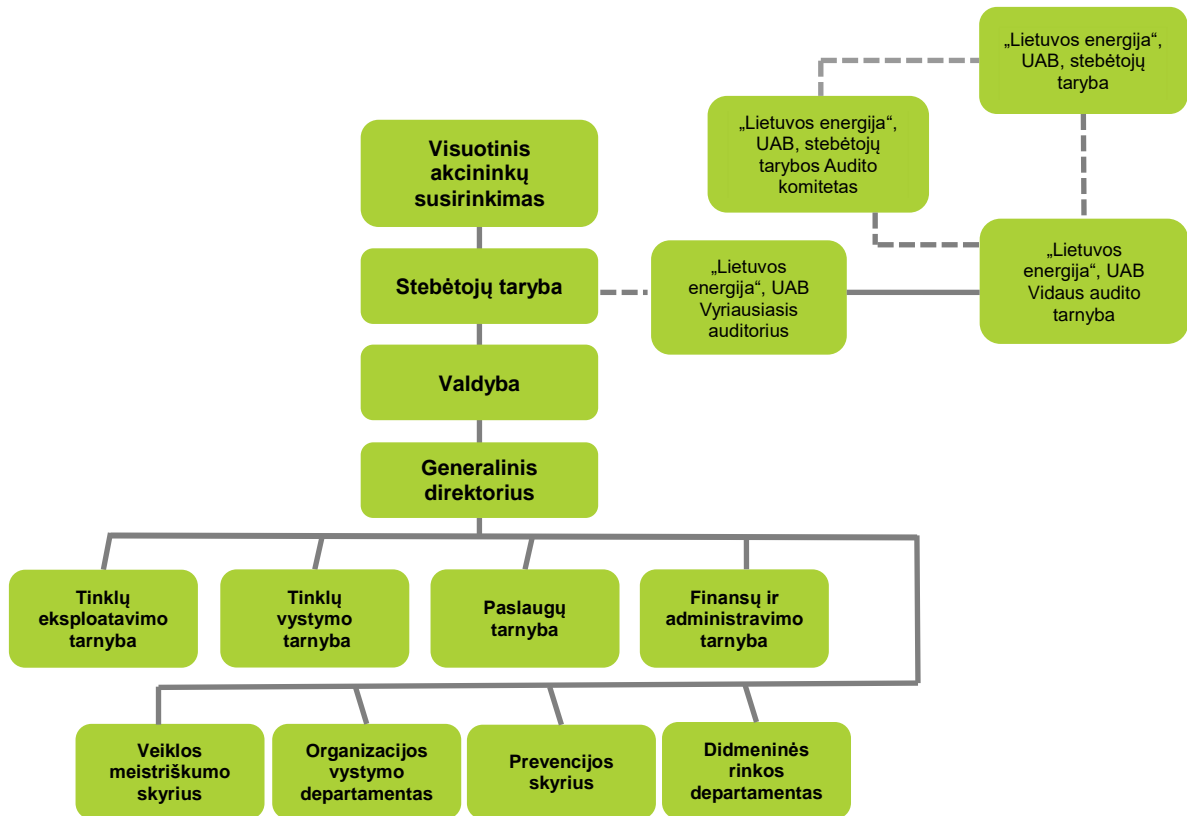 „Lietuvos energija“,
UAB, stebėtojų
taryba
„Lietuvos energija“,
UAB, stebėtojų
tarybos Audito
komitetas
Visuotinis
akcininkų
susirinkimas
Stebėtojų taryba
„Lietuvos
energija“, UAB
Vyriausiasis
auditorius
„Lietuvos
energija“, UAB
Vidaus audito
tarnyba
Valdyba
Generalinis
direktorius
Tinklų
eksploatavimo
tarnyba
Tinklų
vystymo
tarnyba
Paslaugų
tarnyba
Finansų ir
administravimo
tarnyba
Veiklos
meistriškumo
skyrius
Organizacijos
vystymo
departamentas
Prevencijos
skyrius
Didmeninės
rinkos
departamentas